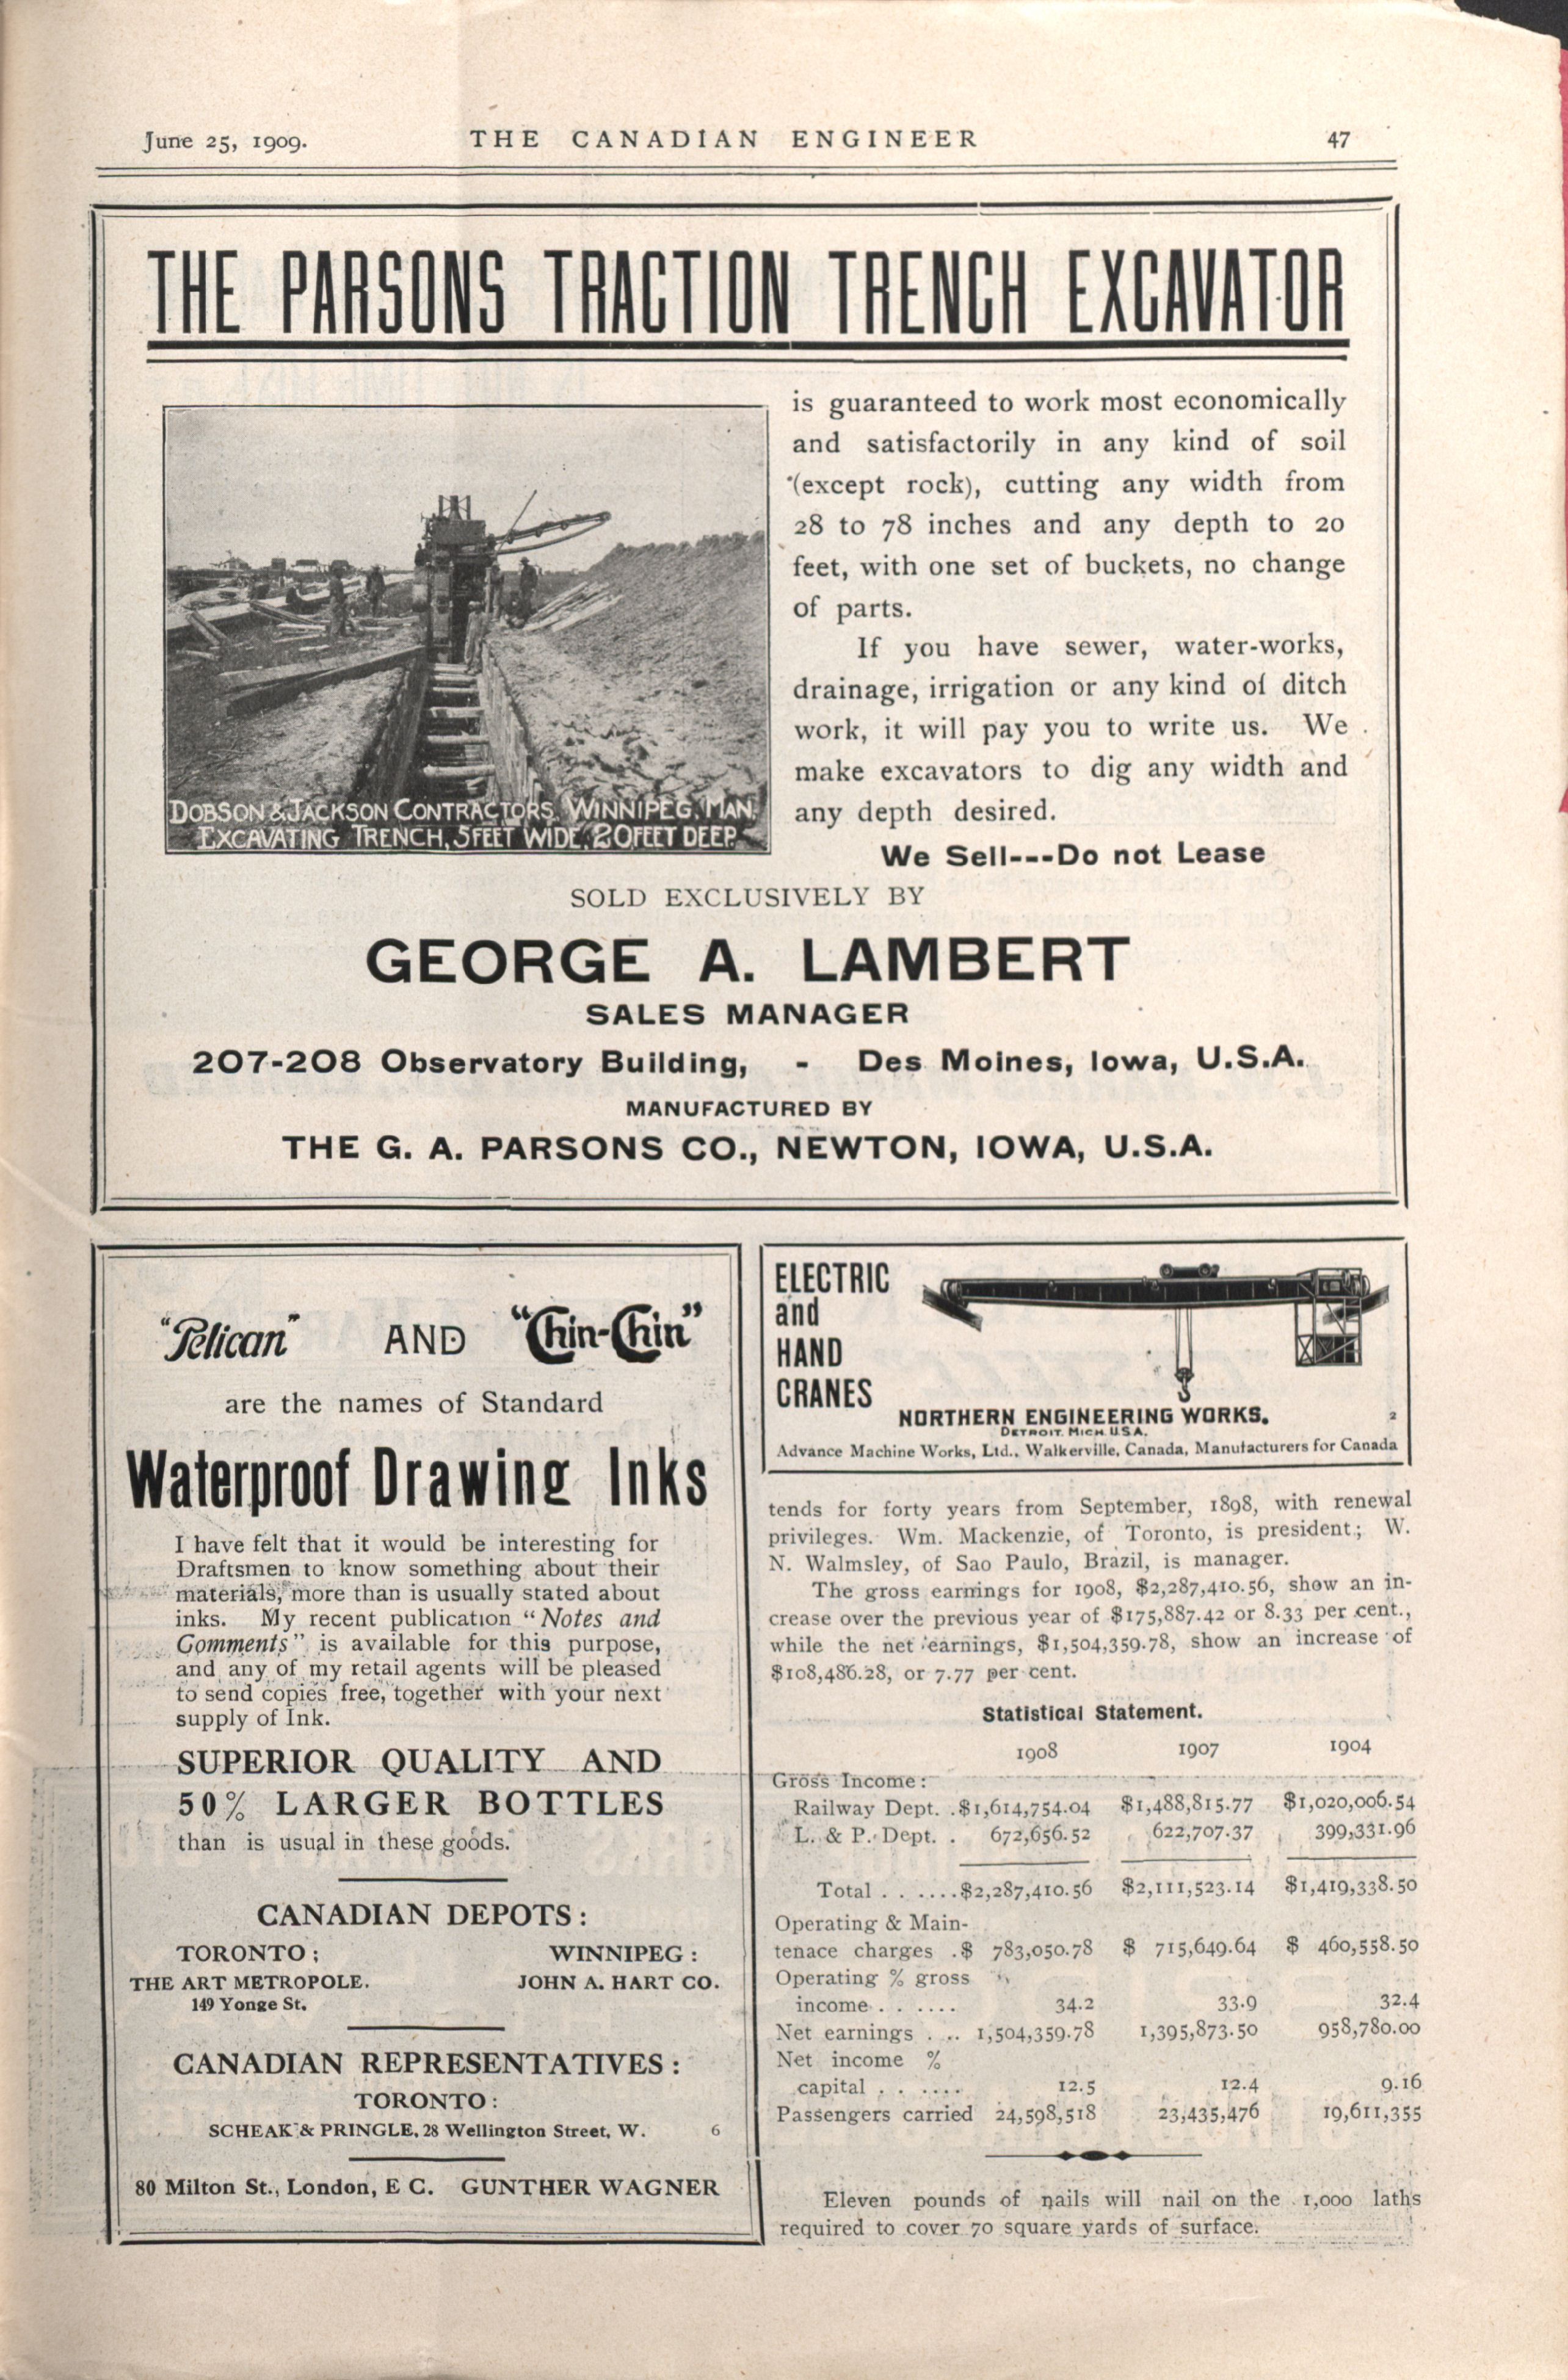 June 25, 1909.
THE CANADIAN ENGINEER
47
THE PARSONS TRACTION TRENCH EXCAVATOR
is guaranteed to work most economically
and satisfactorily in any kind of soil
(except rock), cutting any width from
28 to 78 inches and any depth to 20
feet, with one set of buckets, no change
of parts.
If you have sewer, water-works,
drainage, irrigation or any kind of ditch
work, it will pay you to write us. We
make excavators to dig any width and
any depth desired.
We Sell---Do not Lease
DOBSON & JACKSON CONTRACTORS, WINNIPEG, MAN.
EXCAVATING TRENCH, 5 FEET WIDE, 20 FEET DEEP.
SOLD EXCLUSIVELY BY
GEORGE A. LAMBERT
SALES MANAGER
207-208 Observatory Building, - Des Moines, Iowa, U.S.A.
MANUFACTURED BY
THE G. A. PARSONS CO., NEWTON, IOWA, U.S.A.
"Pelican" AND "Chin-Chin"
are the names of Standard
Waterproof Drawing Inks
I have felt that it would be interesting for
Draftsmen to know something about their
materials, more than is usually stated about
inks. My recent publication "Notes and
Comments" is available for this purpose,
and any of my retail agents will be pleased
to send copies free, together with your next
supply of Ink.
SUPERIOR QUALITY AND
50% LARGER BOTTLES
than is usual in these goods.
CANADIAN DEPOTS:
TORONTO: WINNIPEG:
THE ART METROPOLE. JOHN A. HART CO.
149 Yonge St.
CANADIAN REPRESENTATIVES:
TORONTO:
SCHEAK & PRINGLE, 28 Wellington Street, W. 6
80 Milton St., London, E C. GUNTHER WAGNER
ELECTRIC
and
HAND
CRANES
NORTHERN ENGINEERING WORKS. 2
DETROIT. MICH. U.S.A.
Advance Machine Works, Ltd., Walkerville, Canada, Manufacturers for Canada
tends for forty years from September, 1898, with renewal
privileges. Wm. Mackenzie, of Toronto, is president; W.
N. Walmsley, of Sao Paulo, Brazil, is manager.
The gross earnings for 1908, $2,287,410.56, show an in-
crease over the previous year of $175,887.42 or 8.33 per cent.,
while the net earnings, $1,504,359.78, show an increase of
$108,486.28, or 7.77 per cent.
Statistical Statement.
1908 1907 1904
Gross Income:
Railway Dept. .$1,614,754.04 $1,488,815.77 $1,020,006.54
L. & P. Dept. . 672,656.52 622,707.37 399,331.96
Total . . .....$2,287,410.56 $2,111,523.14 $1,419,338.50
Operating & Main-
tenace charges .$ 783,050.78 $ 715,649.64 $ 460,558.50
Operating % gross
income . . .... 34.2 33.9 32.4
Net earnings . .. 1,504,359.78 1,395,873.50 958,780.00
Net income %
capital . . .... 12.5 12.4 9.16
Passengers carried 24,598,518 23,435,476 19,611,355
Eleven pounds of nails will nail on the 1,000 laths
required to cover 70 square yards of surface.